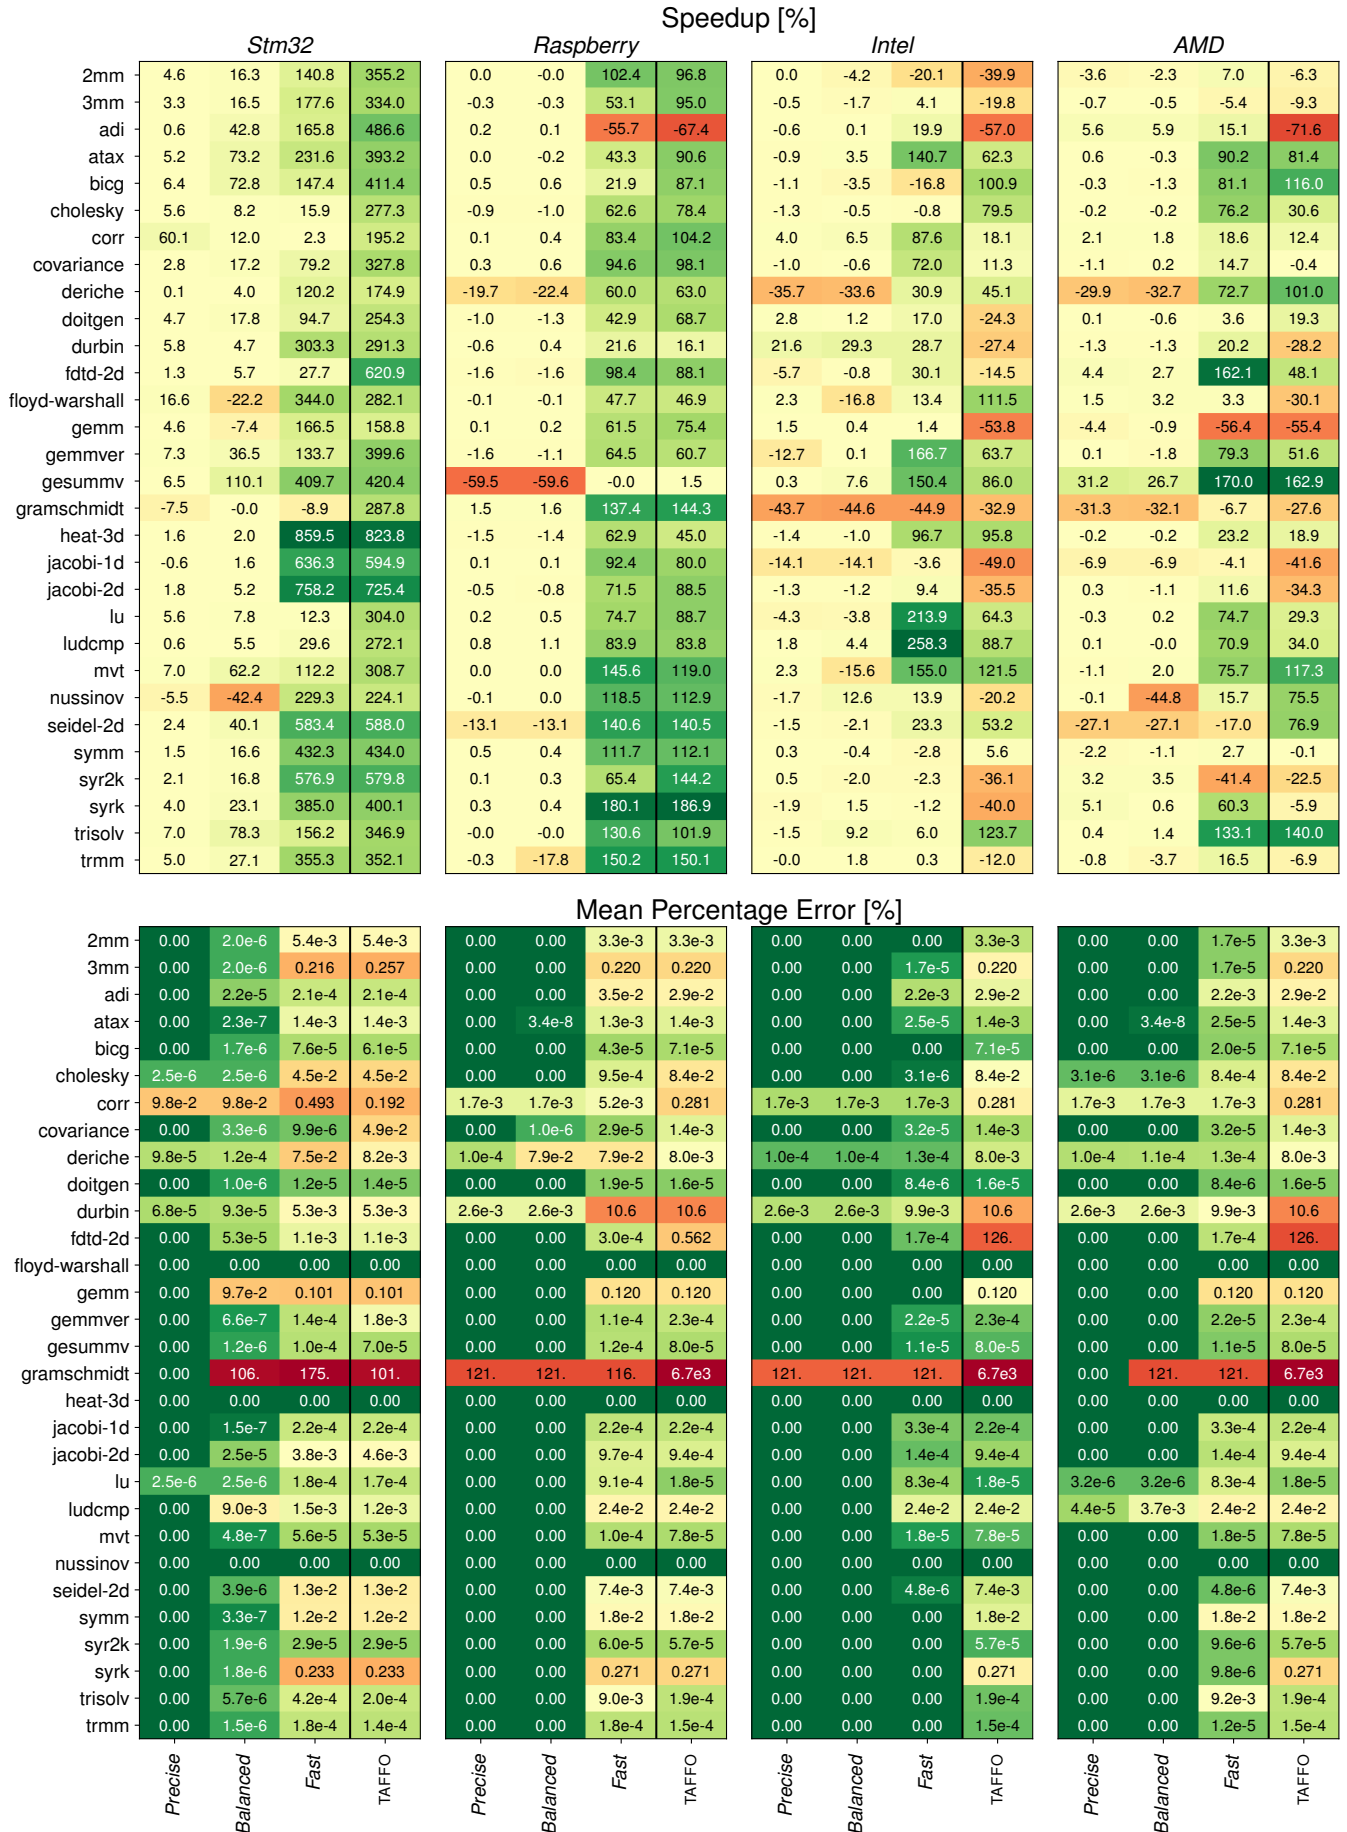 Speedup [%]
Stm32 Raspberry Intel AMD
2mm 4.6 16.3 140.8 355.2 0.0 -0.0 102.4 96.8 0.0 -4.2 -20.1 -39.9 -3.6 -2.3 7.0 -6.3
3mm 3.3 16.5 177.6 334.0 -0.3 -0.3 53.1 95.0 -0.5 -1.7 4.1 -19.8 -0.7 -0.5 -5.4 -9.3
adi 0.6 42.8 165.8 486.6 0.2 0.1 -55.7 -67.4 -0.6 0.1 19.9 -57.0 5.6 5.9 15.1 -71.6
atax 5.2 73.2 231.6 393.2 0.0 -0.2 43.3 90.6 -0.9 3.5 140.7 62.3 0.6 -0.3 90.2 81.4
bicg 6.4 72.8 147.4 411.4 0.5 0.6 21.9 87.1 -1.1 -3.5 -16.8 100.9 -0.3 -1.3 81.1 116.0
cholesky 5.6 8.2 15.9 277.3 -0.9 -1.0 62.6 78.4 -1.3 -0.5 -0.8 79.5 -0.2 -0.2 76.2 30.6
corr 60.1 12.0 2.3 195.2 0.1 0.4 83.4 104.2 4.0 6.5 87.6 18.1 2.1 1.8 18.6 12.4
covariance 2.8 17.2 79.2 327.8 0.3 0.6 94.6 98.1 -1.0 -0.6 72.0 11.3 -1.1 0.2 14.7 -0.4
deriche 0.1 4.0 120.2 174.9 -19.7 -22.4 60.0 63.0 -35.7 -33.6 30.9 45.1 -29.9 -32.7 72.7 101.0
doitgen 4.7 17.8 94.7 254.3 -1.0 -1.3 42.9 68.7 2.8 1.2 17.0 -24.3 0.1 -0.6 3.6 19.3
durbin 5.8 4.7 303.3 291.3 -0.6 0.4 21.6 16.1 21.6 29.3 28.7 -27.4 -1.3 -1.3 20.2 -28.2
fdtd-2d 1.3 5.7 27.7 620.9 -1.6 -1.6 98.4 88.1 -5.7 -0.8 30.1 -14.5 4.4 2.7 162.1 48.1
floyd-warshall 16.6 -22.2 344.0 282.1 -0.1 -0.1 47.7 46.9 2.3 -16.8 13.4 111.5 1.5 3.2 3.3 -30.1
gemm 4.6 -7.4 166.5 158.8 0.1 0.2 61.5 75.4 1.5 0.4 1.4 -53.8 -4.4 -0.9 -56.4 -55.4
gemmver 7.3 36.5 133.7 399.6 -1.6 -1.1 64.5 60.7 -12.7 0.1 166.7 63.7 0.1 -1.8 79.3 51.6
gesummv 6.5 110.1 409.7 420.4 -59.5 -59.6 -0.0 1.5 0.3 7.6 150.4 86.0 31.2 26.7 170.0 162.9
gramschmidt -7.5 -0.0 -8.9 287.8 1.5 1.6 137.4 144.3 -43.7 -44.6 -44.9 -32.9 -31.3 -32.1 -6.7 -27.6
heat-3d 1.6 2.0 859.5 823.8 -1.5 -1.4 62.9 45.0 -1.4 -1.0 96.7 95.8 -0.2 -0.2 23.2 18.9
jacobi-1d -0.6 1.6 636.3 594.9 0.1 0.1 92.4 80.0 -14.1 -14.1 -3.6 -49.0 -6.9 -6.9 -4.1 -41.6
jacobi-2d 1.8 5.2 758.2 725.4 -0.5 -0.8 71.5 88.5 -1.3 -1.2 9.4 -35.5 0.3 -1.1 11.6 -34.3
lu 5.6 7.8 12.3 304.0 0.2 0.5 74.7 88.7 -4.3 -3.8 213.9 64.3 -0.3 0.2 74.7 29.3
ludcmp 0.6 5.5 29.6 272.1 0.8 1.1 83.9 83.8 1.8 4.4 258.3 88.7 0.1 -0.0 70.9 34.0
mvt 7.0 62.2 112.2 308.7 0.0 0.0 145.6 119.0 2.3 -15.6 155.0 121.5 -1.1 2.0 75.7 117.3
nussinov -5.5 -42.4 229.3 224.1 -0.1 0.0 118.5 112.9 -1.7 12.6 13.9 -20.2 -0.1 -44.8 15.7 75.5
seidel-2d 2.4 40.1 583.4 588.0 -13.1 -13.1 140.6 140.5 -1.5 -2.1 23.3 53.2 -27.1 -27.1 -17.0 76.9
symm 1.5 16.6 432.3 434.0 0.5 0.4 111.7 112.1 0.3 -0.4 -2.8 5.6 -2.2 -1.1 2.7 -0.1
syr2k 2.1 16.8 576.9 579.8 0.1 0.3 65.4 144.2 0.5 -2.0 -2.3 -36.1 3.2 3.5 -41.4 -22.5
syrk 4.0 23.1 385.0 400.1 0.3 0.4 180.1 186.9 -1.9 1.5 -1.2 -40.0 5.1 0.6 60.3 -5.9
trisolv 7.0 78.3 156.2 346.9 -0.0 -0.0 130.6 101.9 -1.5 9.2 6.0 123.7 0.4 1.4 133.1 140.0
trmm 5.0 27.1 355.3 352.1 -0.3 -17.8 150.2 150.1 -0.0 1.8 0.3 -12.0 -0.8 -3.7 16.5 -6.9
Mean Percentage Error [%]
2mm 0.00 2.0e-6 5.4e-3 5.4e-3 0.00 0.00 3.3e-3 3.3e-3 0.00 0.00 0.00 3.3e-3 0.00 0.00 1.7e-5 3.3e-3
3mm 0.00 2.0e-6 0.216 0.257 0.00 0.00 0.220 0.220 0.00 0.00 1.7e-5 0.220 0.00 0.00 1.7e-5 0.220
adi 0.00 2.2e-5 2.1e-4 2.1e-4 0.00 0.00 3.5e-2 2.9e-2 0.00 0.00 2.2e-3 2.9e-2 0.00 0.00 2.2e-3 2.9e-2
atax 0.00 2.3e-7 1.4e-3 1.4e-3 0.00 3.4e-8 1.3e-3 1.4e-3 0.00 0.00 2.5e-5 1.4e-3 0.00 3.4e-8 2.5e-5 1.4e-3
bicg 0.00 1.7e-6 7.6e-5 6.1e-5 0.00 0.00 4.3e-5 7.1e-5 0.00 0.00 0.00 7.1e-5 0.00 0.00 2.0e-5 7.1e-5
cholesky 2.5e-6 2.5e-6 4.5e-2 4.5e-2 0.00 0.00 9.5e-4 8.4e-2 0.00 0.00 3.1e-6 8.4e-2 3.1e-6 3.1e-6 8.4e-4 8.4e-2
corr 9.8e-2 9.8e-2 0.493 0.192 1.7e-3 1.7e-3 5.2e-3 0.281 1.7e-3 1.7e-3 1.7e-3 0.281 1.7e-3 1.7e-3 1.7e-3 0.281
covariance 0.00 3.3e-6 9.9e-6 4.9e-2 0.00 1.0e-6 2.9e-5 1.4e-3 0.00 0.00 3.2e-5 1.4e-3 0.00 0.00 3.2e-5 1.4e-3
deriche 9.8e-5 1.2e-4 7.5e-2 8.2e-3 1.0e-4 7.9e-2 7.9e-2 8.0e-3 1.0e-4 1.0e-4 1.3e-4 8.0e-3 1.0e-4 1.1e-4 1.3e-4 8.0e-3
doitgen 0.00 1.0e-6 1.2e-5 1.4e-5 0.00 0.00 1.9e-5 1.6e-5 0.00 0.00 8.4e-6 1.6e-5 0.00 0.00 8.4e-6 1.6e-5
durbin 6.8e-5 9.3e-5 5.3e-3 5.3e-3 2.6e-3 2.6e-3 10.6 10.6 2.6e-3 2.6e-3 9.9e-3 10.6 2.6e-3 2.6e-3 9.9e-3 10.6
fdtd-2d 0.00 5.3e-5 1.1e-3 1.1e-3 0.00 0.00 3.0e-4 0.562 0.00 0.00 1.7e-4 126. 0.00 0.00 1.7e-4 126.
floyd-warshall 0.00 0.00 0.00 0.00 0.00 0.00 0.00 0.00 0.00 0.00 0.00 0.00 0.00 0.00 0.00 0.00
gemm 0.00 9.7e-2 0.101 0.101 0.00 0.00 0.120 0.120 0.00 0.00 0.00 0.120 0.00 0.00 0.120 0.120
gemmver 0.00 6.6e-7 1.4e-4 1.8e-3 0.00 0.00 1.1e-4 2.3e-4 0.00 0.00 2.2e-5 2.3e-4 0.00 0.00 2.2e-5 2.3e-4
gesummv 0.00 1.2e-6 1.0e-4 7.0e-5 0.00 0.00 1.2e-4 8.0e-5 0.00 0.00 1.1e-5 8.0e-5 0.00 0.00 1.1e-5 8.0e-5
gramschmidt 0.00 106. 175. 101. 121. 121. 116. 6.7e3 121. 121. 121. 6.7e3 0.00 121. 121. 6.7e3
heat-3d 0.00 0.00 0.00 0.00 0.00 0.00 0.00 0.00 0.00 0.00 0.00 0.00 0.00 0.00 0.00 0.00
jacobi-1d 0.00 1.5e-7 2.2e-4 2.2e-4 0.00 0.00 2.2e-4 2.2e-4 0.00 0.00 3.3e-4 2.2e-4 0.00 0.00 3.3e-4 2.2e-4
jacobi-2d 0.00 2.5e-5 3.8e-3 4.6e-3 0.00 0.00 9.7e-4 9.4e-4 0.00 0.00 1.4e-4 9.4e-4 0.00 0.00 1.4e-4 9.4e-4
lu 2.5e-6 2.5e-6 1.8e-4 1.7e-4 0.00 0.00 9.1e-4 1.8e-5 0.00 0.00 8.3e-4 1.8e-5 3.2e-6 3.2e-6 8.3e-4 1.8e-5
ludcmp 0.00 9.0e-3 1.5e-3 1.2e-3 0.00 0.00 2.4e-2 2.4e-2 0.00 0.00 2.4e-2 2.4e-2 4.4e-5 3.7e-3 2.4e-2 2.4e-2
mvt 0.00 4.8e-7 5.6e-5 5.3e-5 0.00 0.00 1.0e-4 7.8e-5 0.00 0.00 1.8e-5 7.8e-5 0.00 0.00 1.8e-5 7.8e-5
nussinov 0.00 0.00 0.00 0.00 0.00 0.00 0.00 0.00 0.00 0.00 0.00 0.00 0.00 0.00 0.00 0.00
seidel-2d 0.00 3.9e-6 1.3e-2 1.3e-2 0.00 0.00 7.4e-3 7.4e-3 0.00 0.00 4.8e-6 7.4e-3 0.00 0.00 4.8e-6 7.4e-3
symm 0.00 3.3e-7 1.2e-2 1.2e-2 0.00 0.00 1.8e-2 1.8e-2 0.00 0.00 0.00 1.8e-2 0.00 0.00 1.8e-2 1.8e-2
syr2k 0.00 1.9e-6 2.9e-5 2.9e-5 0.00 0.00 6.0e-5 5.7e-5 0.00 0.00 0.00 5.7e-5 0.00 0.00 9.6e-6 5.7e-5
syrk 0.00 1.8e-6 0.233 0.233 0.00 0.00 0.271 0.271 0.00 0.00 0.00 0.271 0.00 0.00 9.8e-6 0.271
trisolv 0.00 5.7e-6 4.2e-4 2.0e-4 0.00 0.00 9.0e-3 1.9e-4 0.00 0.00 0.00 1.9e-4 0.00 0.00 9.2e-3 1.9e-4
trmm 0.00 1.5e-6 1.8e-4 1.4e-4 0.00 0.00 1.8e-4 1.5e-4 0.00 0.00 0.00 1.5e-4 0.00 0.00 1.2e-5 1.5e-4
Precise Balanced Fast TAFFO Precise Balanced Fast TAFFO Precise Balanced Fast TAFFO Precise Balanced Fast TAFFO